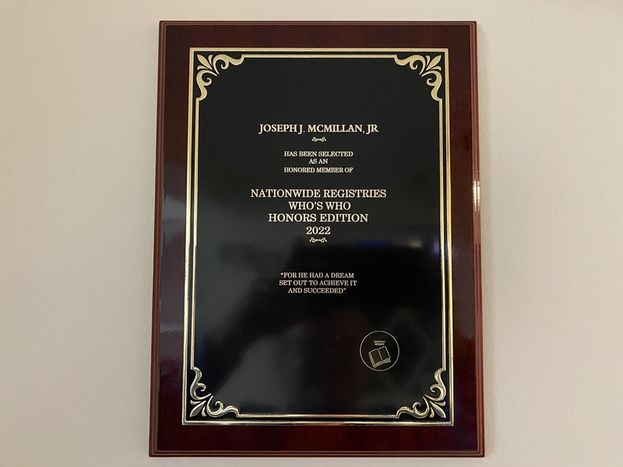 JOSEPH J. MCMILLAN, JR
HAS BEEN SELECTED
AS AN
HONORED MEMBER OF
NATIONWIDE REGISTRIES
WHO'S WHO
HONORS EDITION
2022
"FOR HE HAD A DREAM
SET OUT TO ACHIEVE IT
AND SUCCEEDED"